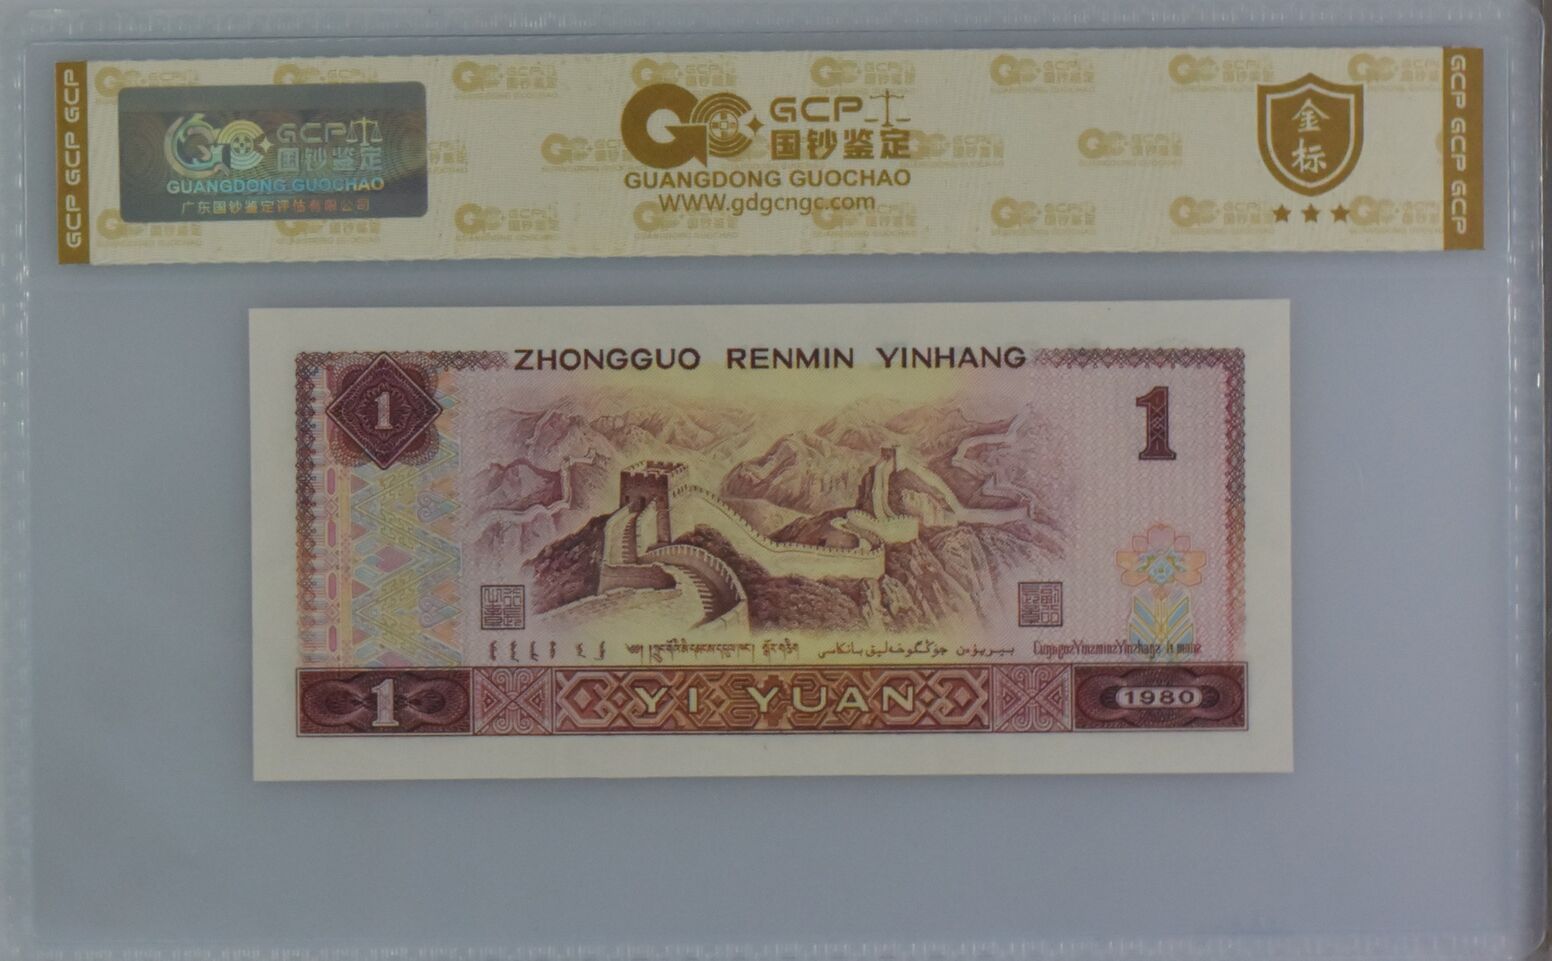 GCP GCP GCP
GCP
国钞鉴定
GUANGDONG GUOCHAO
广东国钞鉴定评估有限公司
GCP
国钞鉴定
GUANGDONG GUOCHAO
WWW.gdgcngc.com
金
标
GCP GCP GCP
ZHONGGUO RENMIN YINHANG
1
1
1
YI YUAN
1980